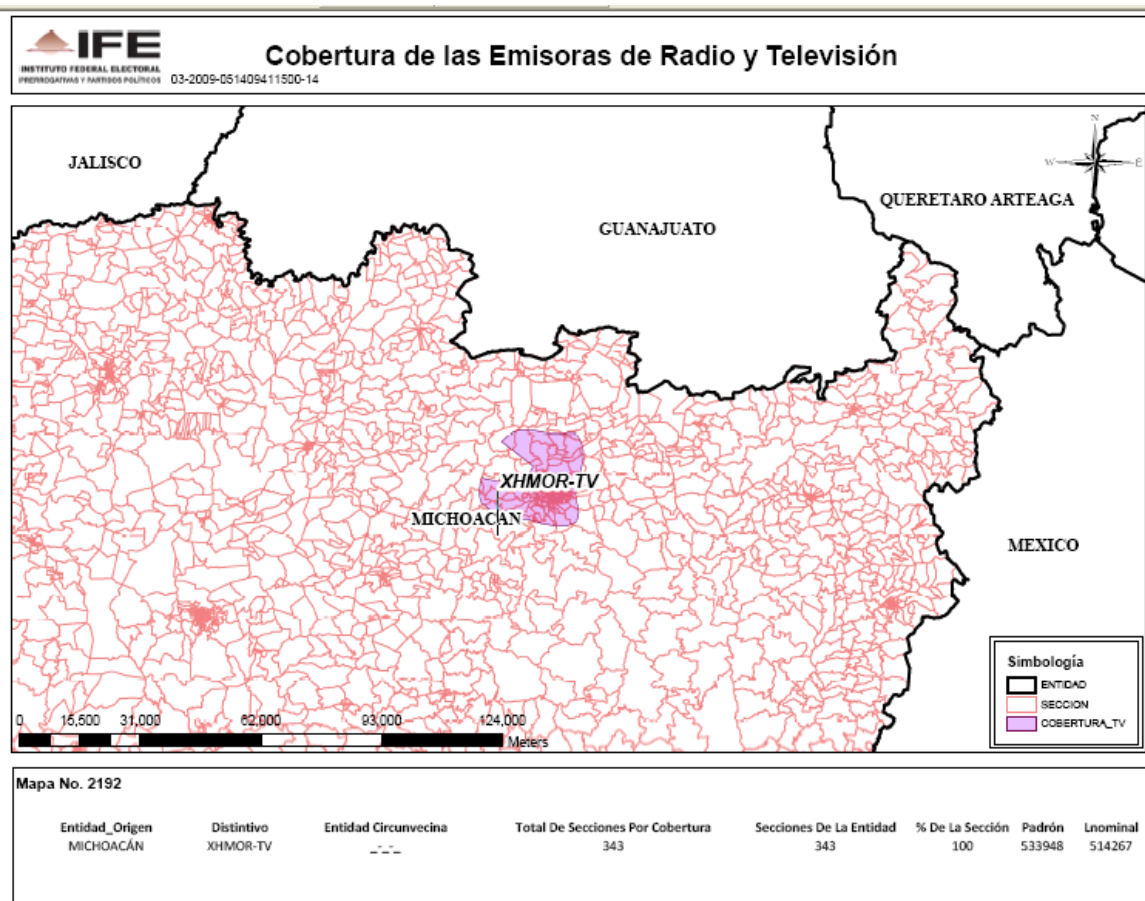 IFE
INSTITUTO FEDERAL ELECTORAL
PRERROGATIVAS Y PARTIDOS POLÍTICOS
03-2009-051409411500-14
Cobertura de las Emisoras de Radio y Televisión
N
W E
JALISCO
QUERETARO ARTEAGA
GUANAJUATO
XHMOR-TV
MICHOACAN
MEXICO
Simbología
ENTIDAD
SECCION
COBERTURA_TV
0 15,500 31,000 62,000 93,000 124,000
Meters
Mapa No. 2192
Entidad_Origen Distintivo Entidad Circunvecina Total De Secciones Por Cobertura Secciones De La Entidad % De La Sección Padrón Lnominal
MICHOACÁN XHMOR-TV _-_-_ 343 343 100 533948 514267